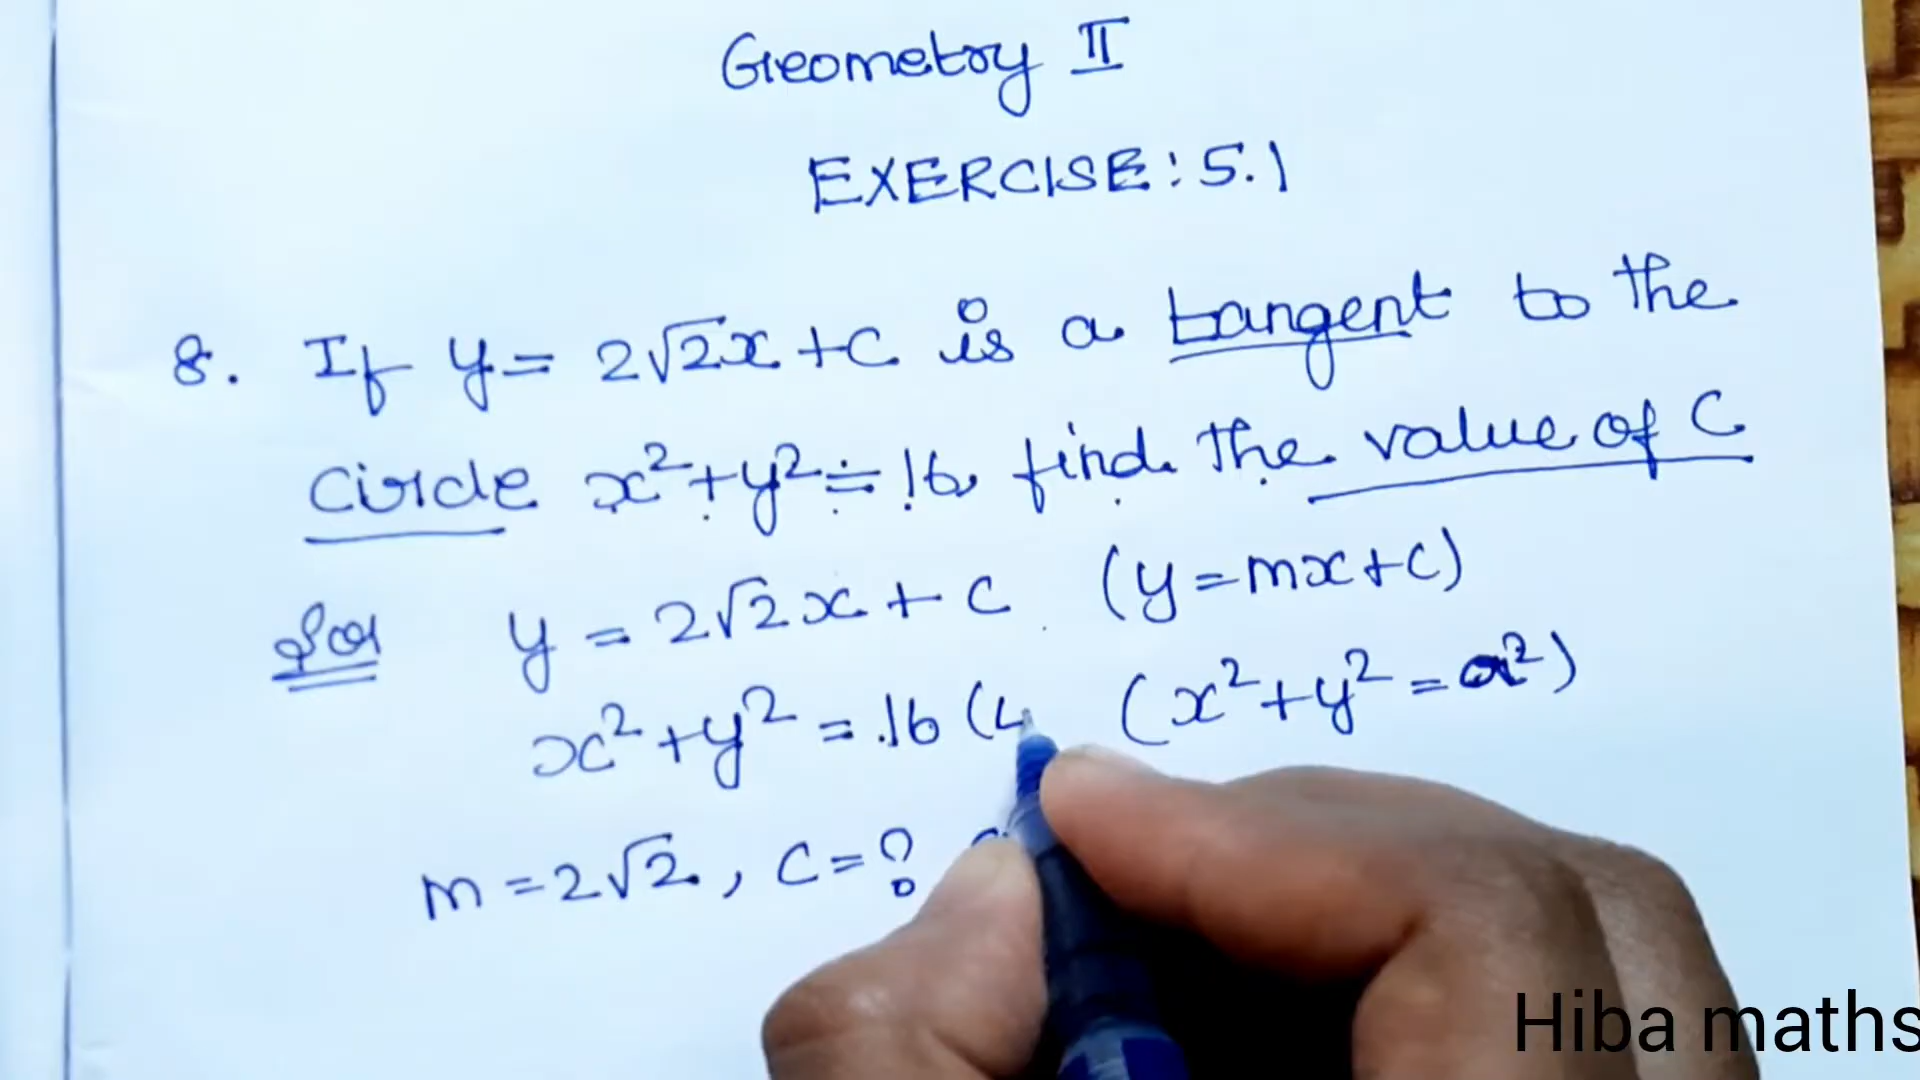 Geometry II
EXERCISE: 5.1
8. If y = 2√2x + C is a tangent to the
circle x²+y² = 16, find the value of C
Sol y = 2√2x + C (y = mx + c)
x² + y² = 16 (4 (x² + y² = a²)
m = 2√2, C = ?
Hiba maths